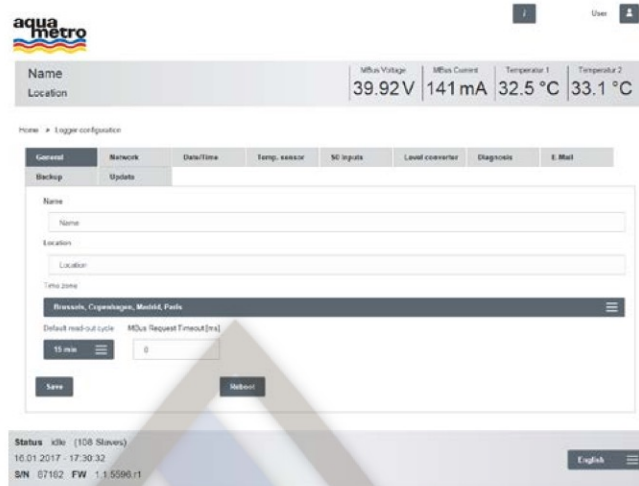 i User
aqua
metro
Name
Location
MBus Voltage MBus Current Temperatur 1 Temperatur 2
39.92 V 141 mA 32.5 °C 33.1 °C
Home > Logger configuration
General Network Date/Time Temp. sensor S0 inputs Level converter Diagnosis E-Mail
Backup Update
Name
Name
Location
Location
Time zone
Brussels, Copenhagen, Madrid, Paris
Default read-out cycle MBus Request Timeout [ms]
15 min 0
Save Reboot
Status idle (108 Slaves)
16.01.2017 - 17:30:32
S/N 67162 FW 1.1.5596.r1
English